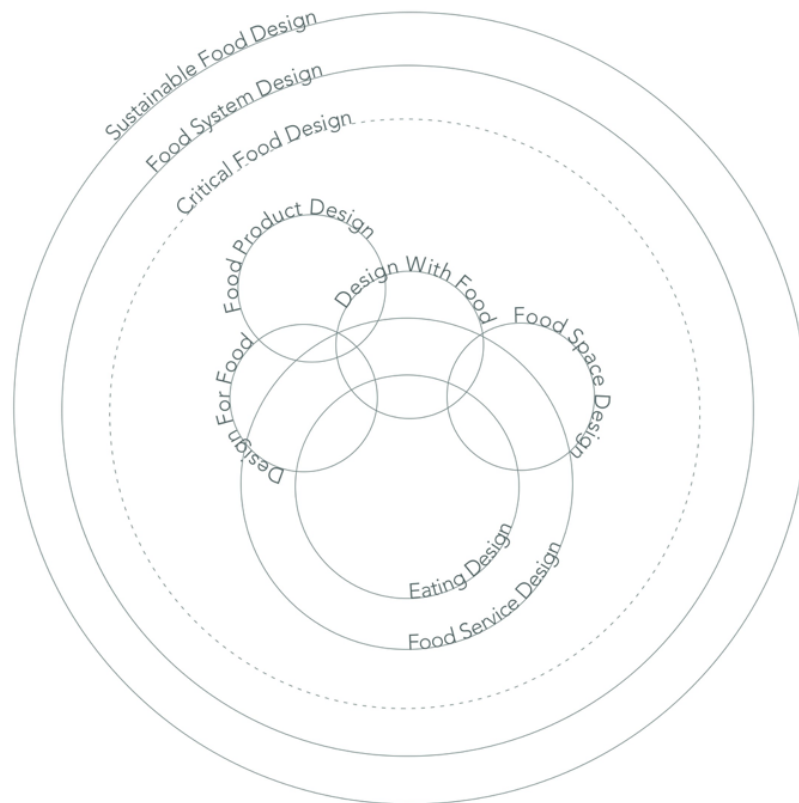 Sustainable Food Design
Food System Design
Critical Food Design
Food Product Design
Design With Food
Food Space Design
Design For Food
Eating Design
Food Service Design